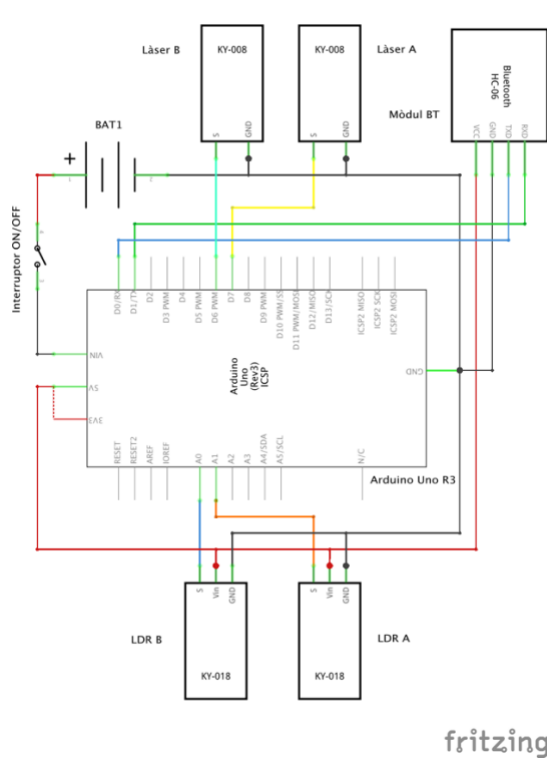 Làser B
KY-008
KY-008
Làser A
Bluetooth
HC-06
Mòdul BT
S
GND
S
GND
VCC
GND
TXD
RXD
BAT1
+
1
2
Interruptor ON/OFF
D0/RX
D1/TX
D2
D3 PWM
D4
D5 PWM
D6 PWM
D7
D8
D9 PWM
D10 PWM/SS
D11 PWM/MOSI
D12/MISO
D13/SCK
ICSP2 MISO
ICSP2 SCK
ICSP2 MOSI
VIN
5V
3V3
Arduino
Uno
(Rev3)
ICSP
GND
RESET
RESET2
AREF
IOREF
A0
A1
A2
A3
A4/SDA
A5/SCL
N/C
Arduino Uno R3
S
Vin
GND
S
Vin
GND
LDR B
KY-018
KY-018
LDR A
fritzing